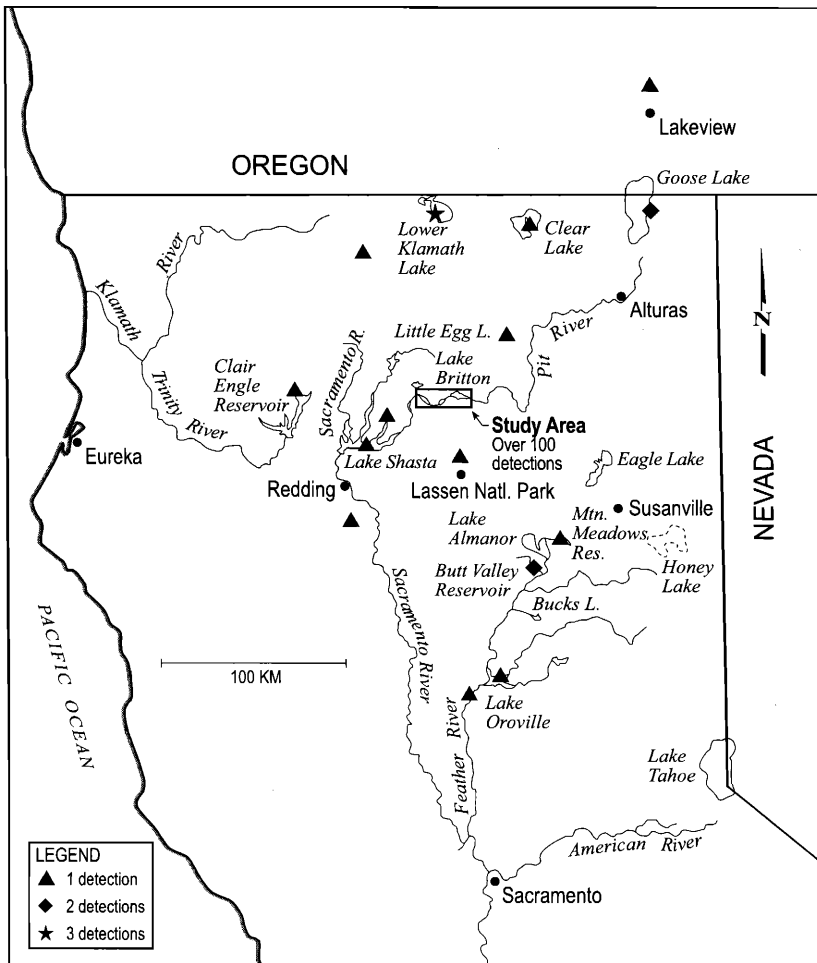 Lakeview
OREGON
Goose Lake
Lower
Klamath
Lake
Clear
Lake
River
Klamath
Alturas
N
Little Egg L.
Pit
River
Sacramento R.
Lake
Britton
Clair
Engle
Reservoir
Trinity River
Study Area
Over 100
detections
Eureka
Lake Shasta
Eagle Lake
Redding
Lassen Natl. Park
NEVADA
Susanville
Lake
Almanor
Mtn.
Meadows
Res.
Butt Valley
Reservoir
Honey
Lake
Bucks L.
Sacramento River
PACIFIC OCEAN
100 KM
Feather River
Lake
Oroville
Lake
Tahoe
American River
LEGEND
1 detection
2 detections
3 detections
Sacramento